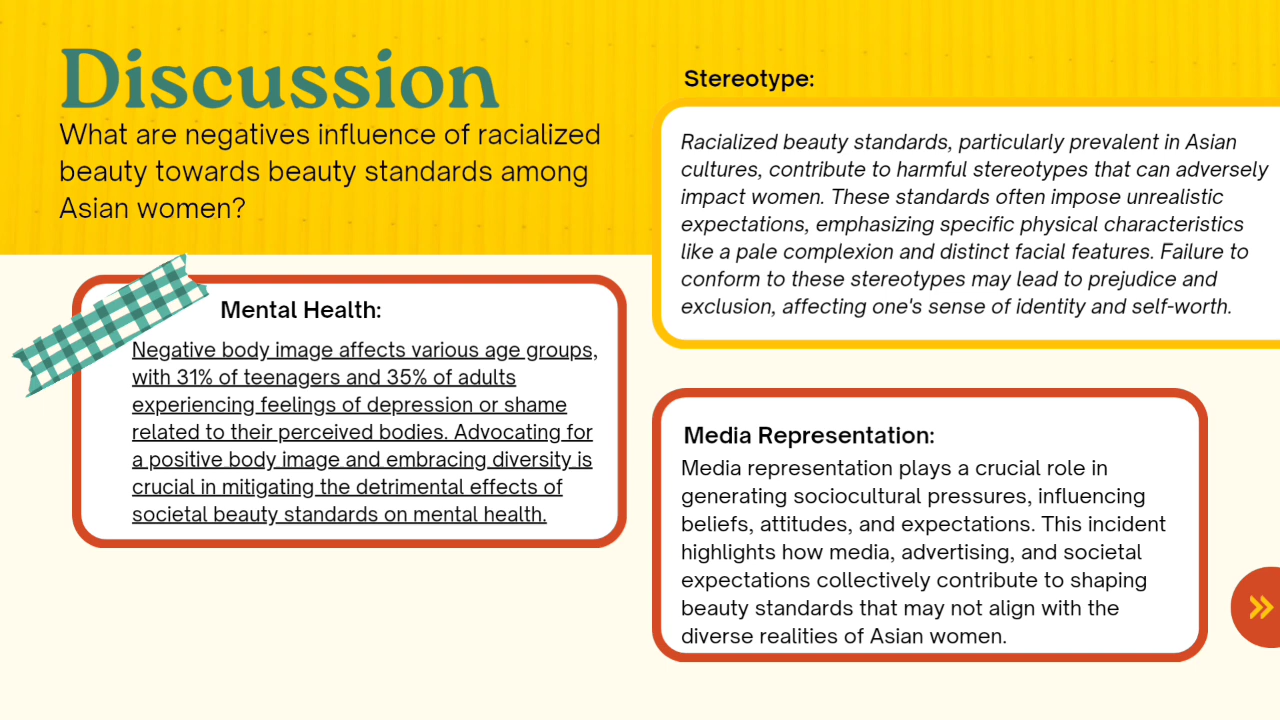 Discussion
What are negatives influence of racialized
beauty towards beauty standards among
Asian women?
Mental Health:
Negative body image affects various age groups,
with 31% of teenagers and 35% of adults
experiencing feelings of depression or shame
related to their perceived bodies. Advocating for
a positive body image and embracing diversity is
crucial in mitigating the detrimental effects of
societal beauty standards on mental health.
Stereotype:
Racialized beauty standards, particularly prevalent in Asian
cultures, contribute to harmful stereotypes that can adversely
impact women. These standards often impose unrealistic
expectations, emphasizing specific physical characteristics
like a pale complexion and distinct facial features. Failure to
conform to these stereotypes may lead to prejudice and
exclusion, affecting one's sense of identity and self-worth.
Media Representation:
Media representation plays a crucial role in
generating sociocultural pressures, influencing
beliefs, attitudes, and expectations. This incident
highlights how media, advertising, and societal
expectations collectively contribute to shaping
beauty standards that may not align with the
diverse realities of Asian women.